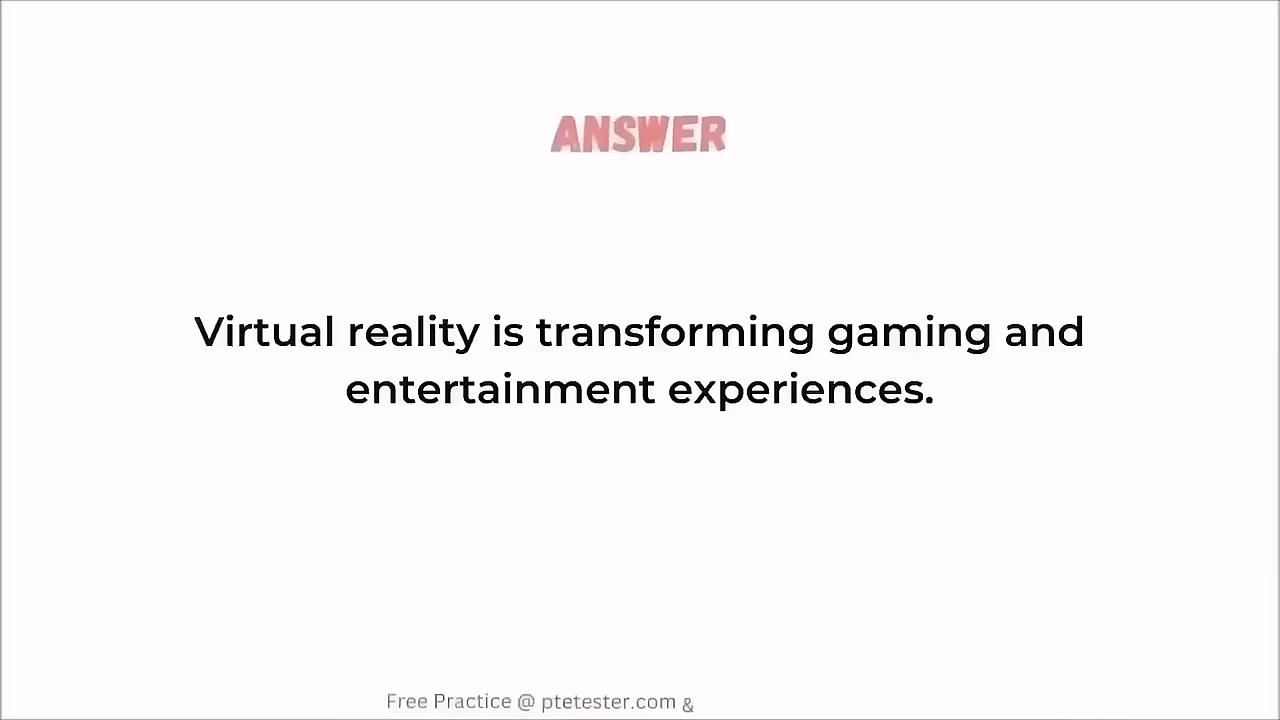 ANSWER
Virtual reality is transforming gaming and
entertainment experiences.
Free Practice @ ptetester.com &